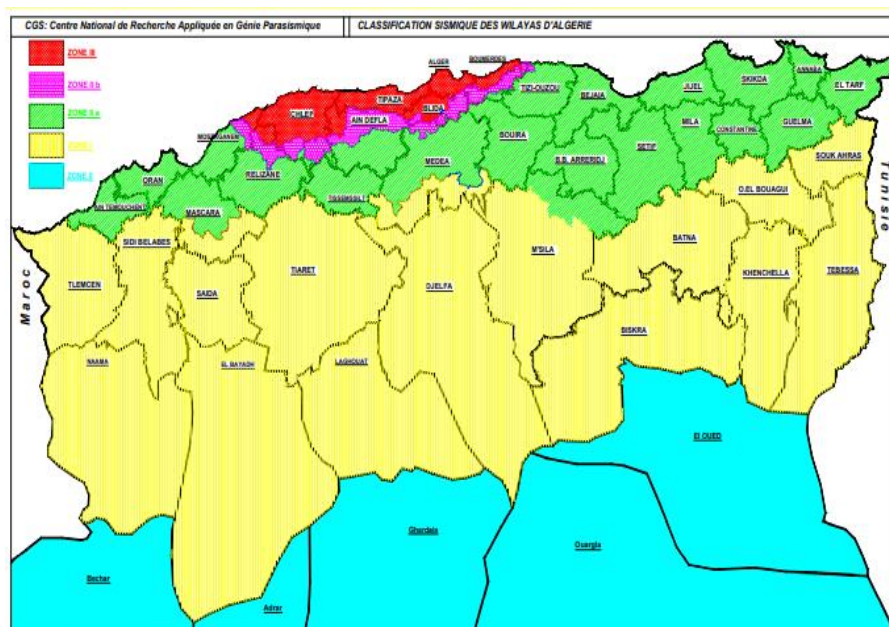 CGS: Centre National de Recherche Appliquée en Génie Parasismique
CLASSIFICATION SISMIQUE DES WILAYAS D'ALGERIE
ZONE III
ZONE II b
ZONE II a
ZONE I
ZONE 0
ALGER
BOUMERDES
TIPAZA
BLIDA
CHLEF
AIN DEFLA
TIZI-OUZOU
BEJAIA
JIJEL
SKIKDA
ANNABA
EL TARF
MOSTAGANEM
BOUIRA
MILA
CONSTANTINE
GUELMA
SETIF
B.B. ARRERIDJ
MEDEA
SOUK AHRAS
ORAN
RELIZANE
TISSEMSSILT
O.EL BOUAGUI
AIN TEMOUCHENT
MASCARA
SIDI BELABES
M'SILA
BATNA
TIARET
KHENCHELLA
TEBESSA
TLEMCEN
SAIDA
DJELFA
BISKRA
NAAMA
EL BAYADH
LAGHOUAT
Maroc
Tunisie
El OUED
Ghardaia
Ouargla
Bechar
Adrar